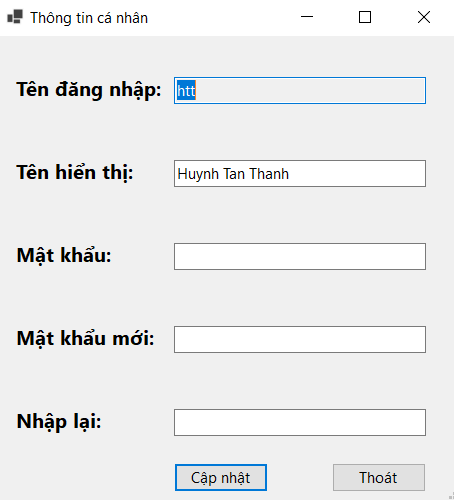 Thông tin cá nhân
Tên đăng nhập: htt
Tên hiển thị: Huynh Tan Thanh
Mật khẩu:
Mật khẩu mới:
Nhập lại:
Cập nhật Thoát